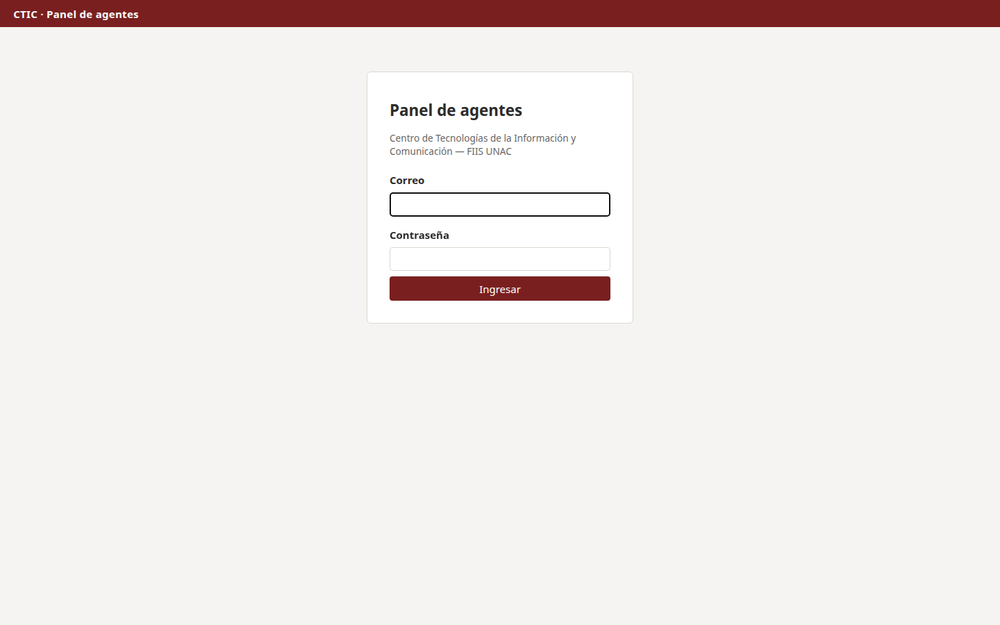 CTIC · Panel de agentes
Panel de agentes
Centro de Tecnologías de la Información y
Comunicación — FIIS UNAC
Correo
Contraseña
Ingresar